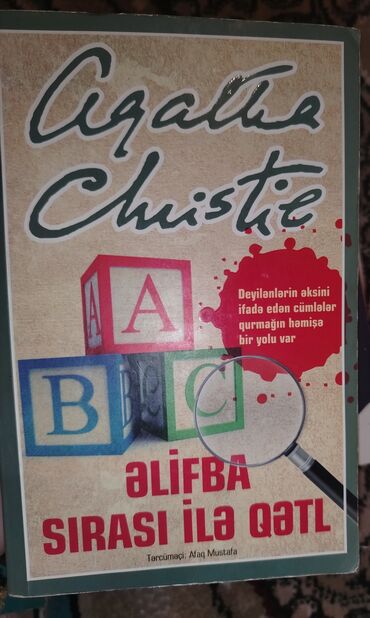 Agatha
Christie
A
A
B
C
C
Deyilənlərin əksini
ifadə edən cümlələr
qurmağın həmişə
bir yolu var
ƏLİFBA
SIRASI İLƏ QƏTL
Tərcüməçi: Afaq Mustafa